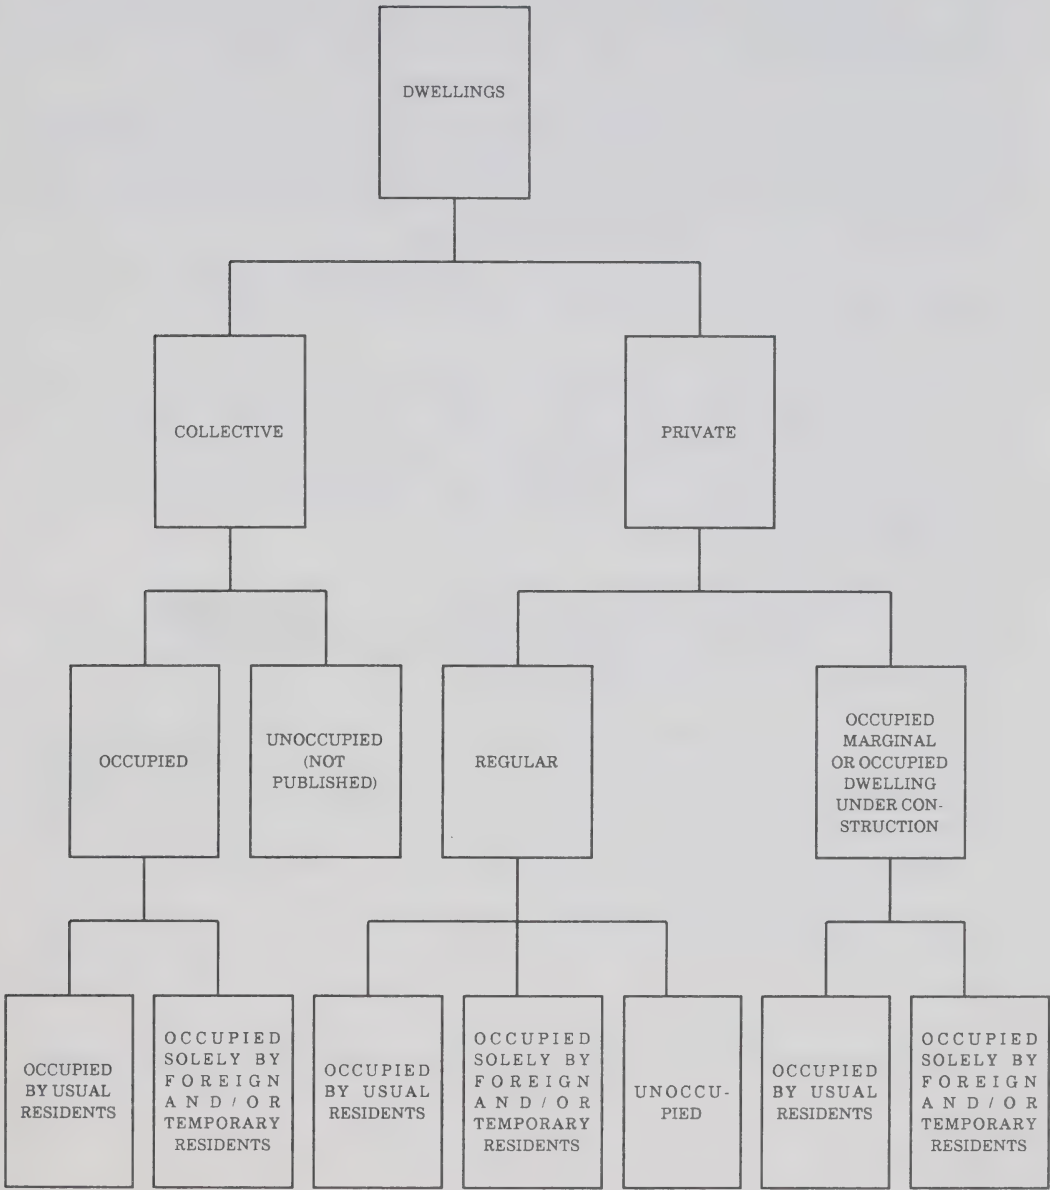 DWELLINGS
COLLECTIVE
PRIVATE
OCCUPIED
UNOCCUPIED
(NOT
PUBLISHED)
REGULAR
OCCUPIED
MARGINAL
OR OCCUPIED
DWELLING
UNDER CON-
STRUCTION
OCCUPIED
BY USUAL
RESIDENTS
OCCUPIED
SOLELY BY
FOREIGN
AND/OR
TEMPORARY
RESIDENTS
OCCUPIED
BY USUAL
RESIDENTS
OCCUPIED
SOLELY BY
FOREIGN
AND/OR
TEMPORARY
RESIDENTS
UNOCCU-
PIED
OCCUPIED
BY USUAL
RESIDENTS
OCCUPIED
SOLELY BY
FOREIGN
AND/OR
TEMPORARY
RESIDENTS